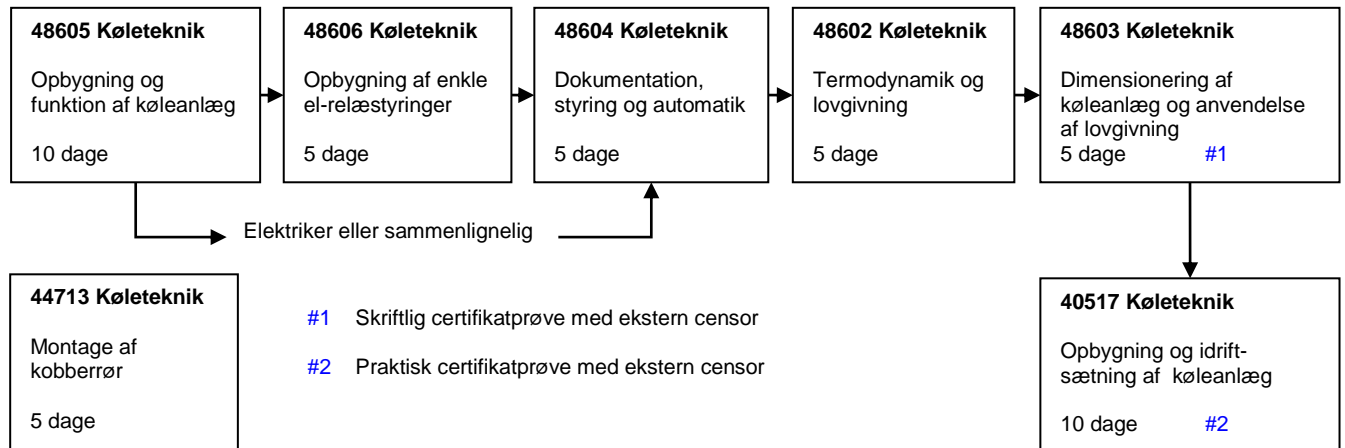 48605 Køleteknik
Opbygning og
funktion af køleanlæg
10 dage
48606 Køleteknik
Opbygning af enkle
el-relæstyringer
5 dage
48604 Køleteknik
Dokumentation,
styring og automatik
5 dage
48602 Køleteknik
Termodynamik og
lovgivning
5 dage
48603 Køleteknik
Dimensionering af
køleanlæg og anvendelse
af lovgivning
5 dage #1
Elektriker eller sammenlignelig
44713 Køleteknik
Montage af
kobberrør
5 dage
#1 Skriftlig certifikatprøve med ekstern censor
#2 Praktisk certifikatprøve med ekstern censor
40517 Køleteknik
Opbygning og idrift-
sætning af køleanlæg
10 dage #2